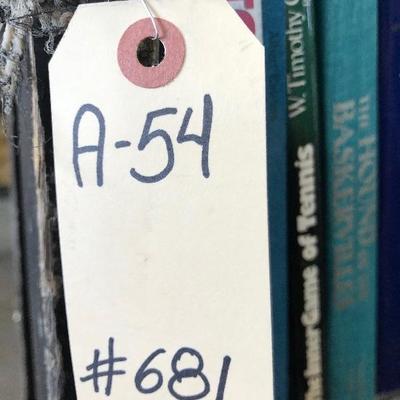 A-54
#681
W. Timothy G
The Inner Game of Tennis
THE HOUND OF THE
BASKERVILLES